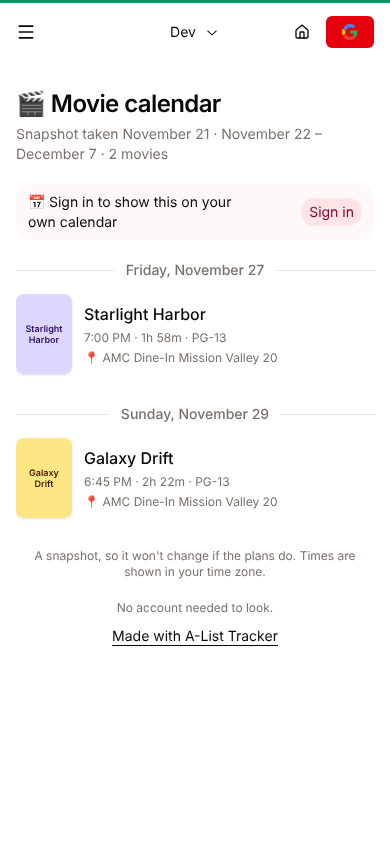 Dev
Movie calendar
Snapshot taken November 21 · November 22 –
December 7 · 2 movies
Sign in to show this on your
own calendar
Sign in
Friday, November 27
Starlight
Harbor
Starlight Harbor
7:00 PM · 1h 58m · PG-13
AMC Dine-In Mission Valley 20
Sunday, November 29
Galaxy
Drift
Galaxy Drift
6:45 PM · 2h 22m · PG-13
AMC Dine-In Mission Valley 20
A snapshot, so it won't change if the plans do. Times are
shown in your time zone.
No account needed to look.
Made with A-List Tracker